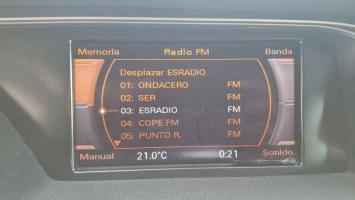 Memoria Radio FM Banda
Desplazar ESRADIO
01: ONDACERO FM
02: SER FM
03: ESRADIO FM
04: COPE FM FM
05: PUNTO R. FM
Manual 21.0°C 0:21 Sonido